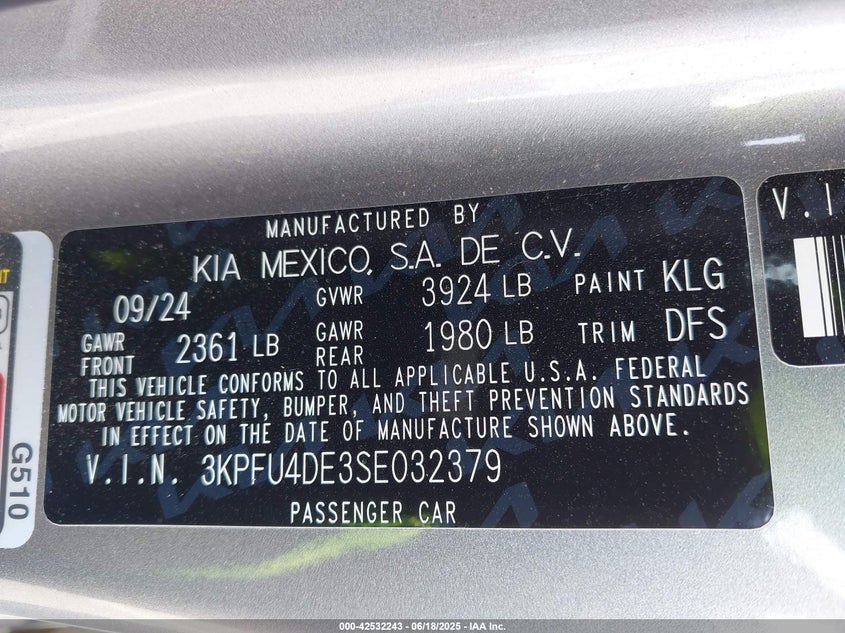 MANUFACTURED BY
KIA MEXICO, S.A. DE C.V.
09/24 GVWR 3924 LB PAINT KLG
GAWR FRONT 2361 LB GAWR REAR 1980 LB TRIM DFS
THIS VEHICLE CONFORMS TO ALL APPLICABLE U.S.A. FEDERAL
MOTOR VEHICLE SAFETY, BUMPER, AND THEFT PREVENTION STANDARDS
IN EFFECT ON THE DATE OF MANUFACTURE SHOWN ABOVE.
V.I.N. 3KPFU4DE3SE032379
PASSENGER CAR
G510
V.I
000-42532243 - 06/18/2025 - IAA Inc.